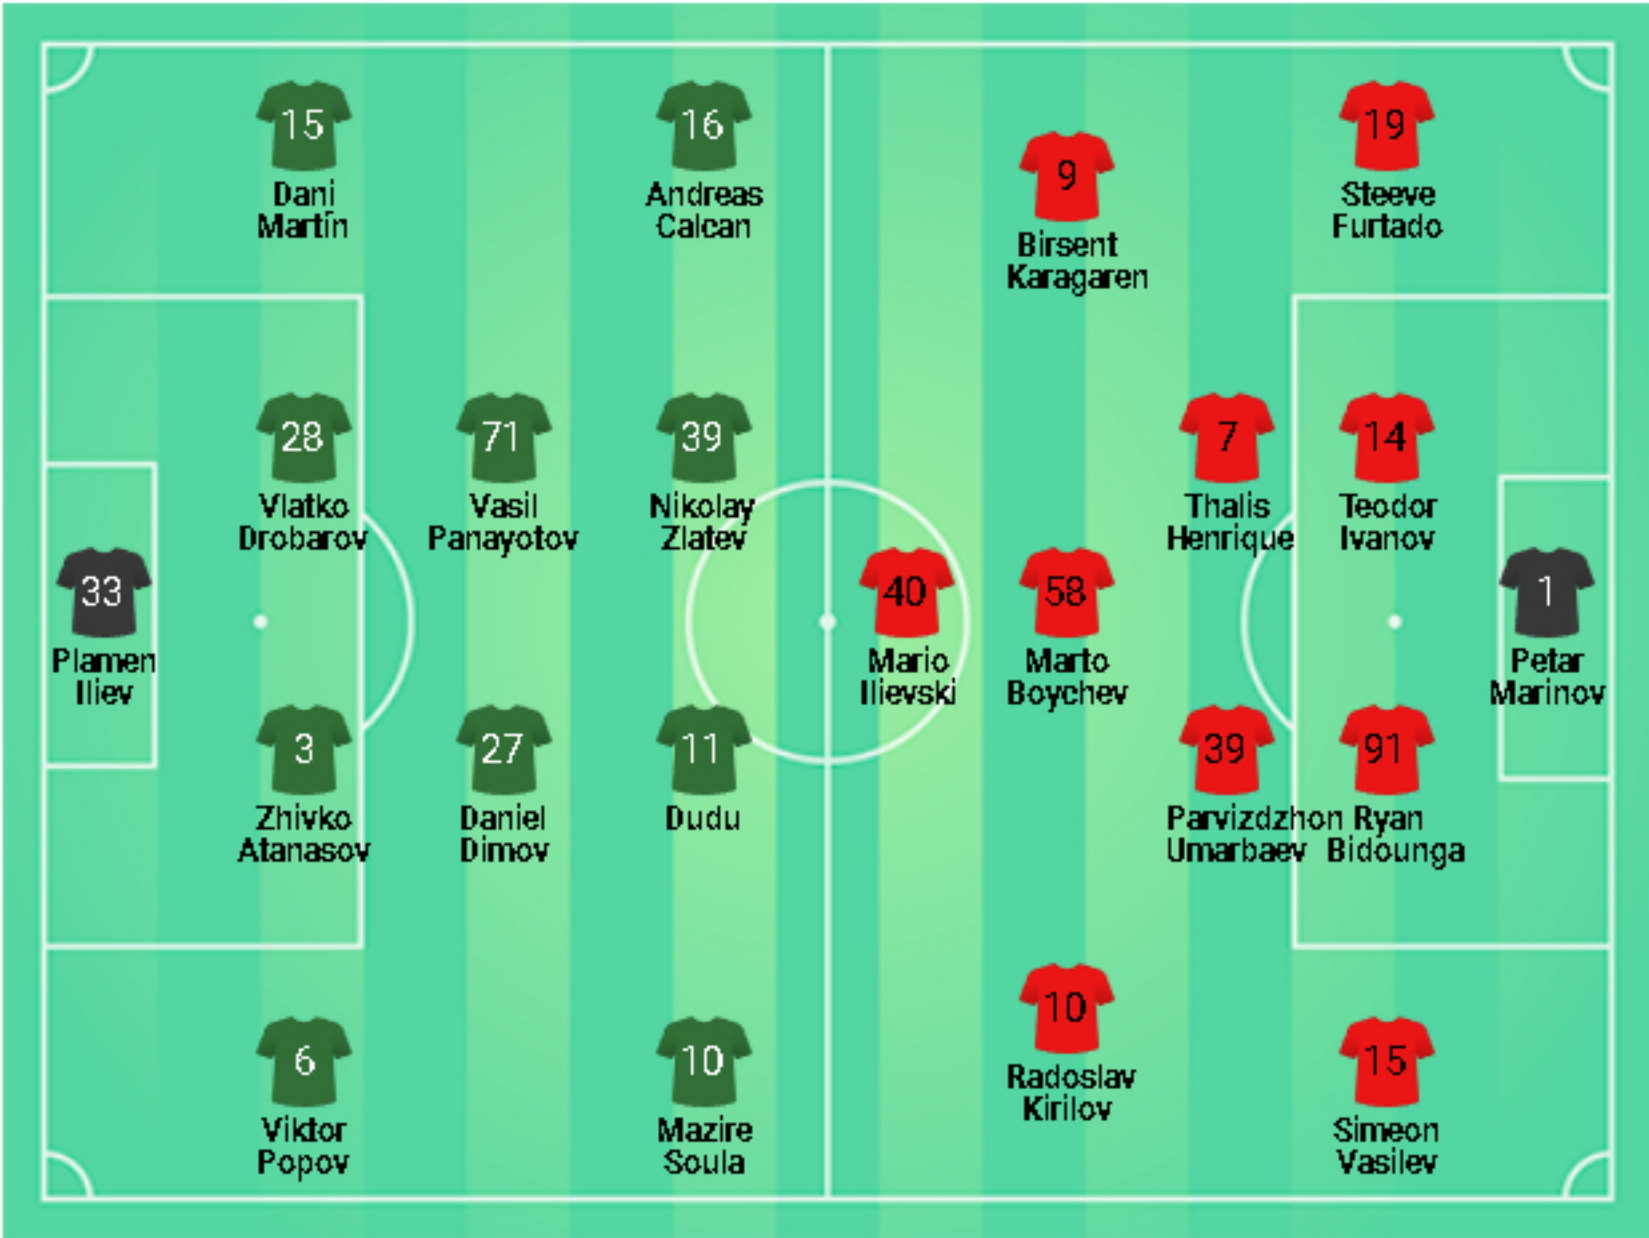 15
Dani
Martín
16
Andreas
Calcan
9
Birsent
Karagaren
19
Steeve
Furtado
28
Vlatko
Drobarov
71
Vasil
Panayotov
39
Nikolay
Zlatev
7
Thalis
Henrique
14
Teodor
Ivanov
33
Plamen
Iliev
40
Mario
Ilievski
58
Marto
Boychev
1
Petar
Marinov
3
Zhivko
Atanasov
27
Daniel
Dimov
11
Dudu
39
Parvizdzhon
Umarbaev
91
Ryan
Bidounga
6
Viktor
Popov
10
Mazire
Soula
10
Radoslav
Kirilov
15
Simeon
Vasilev